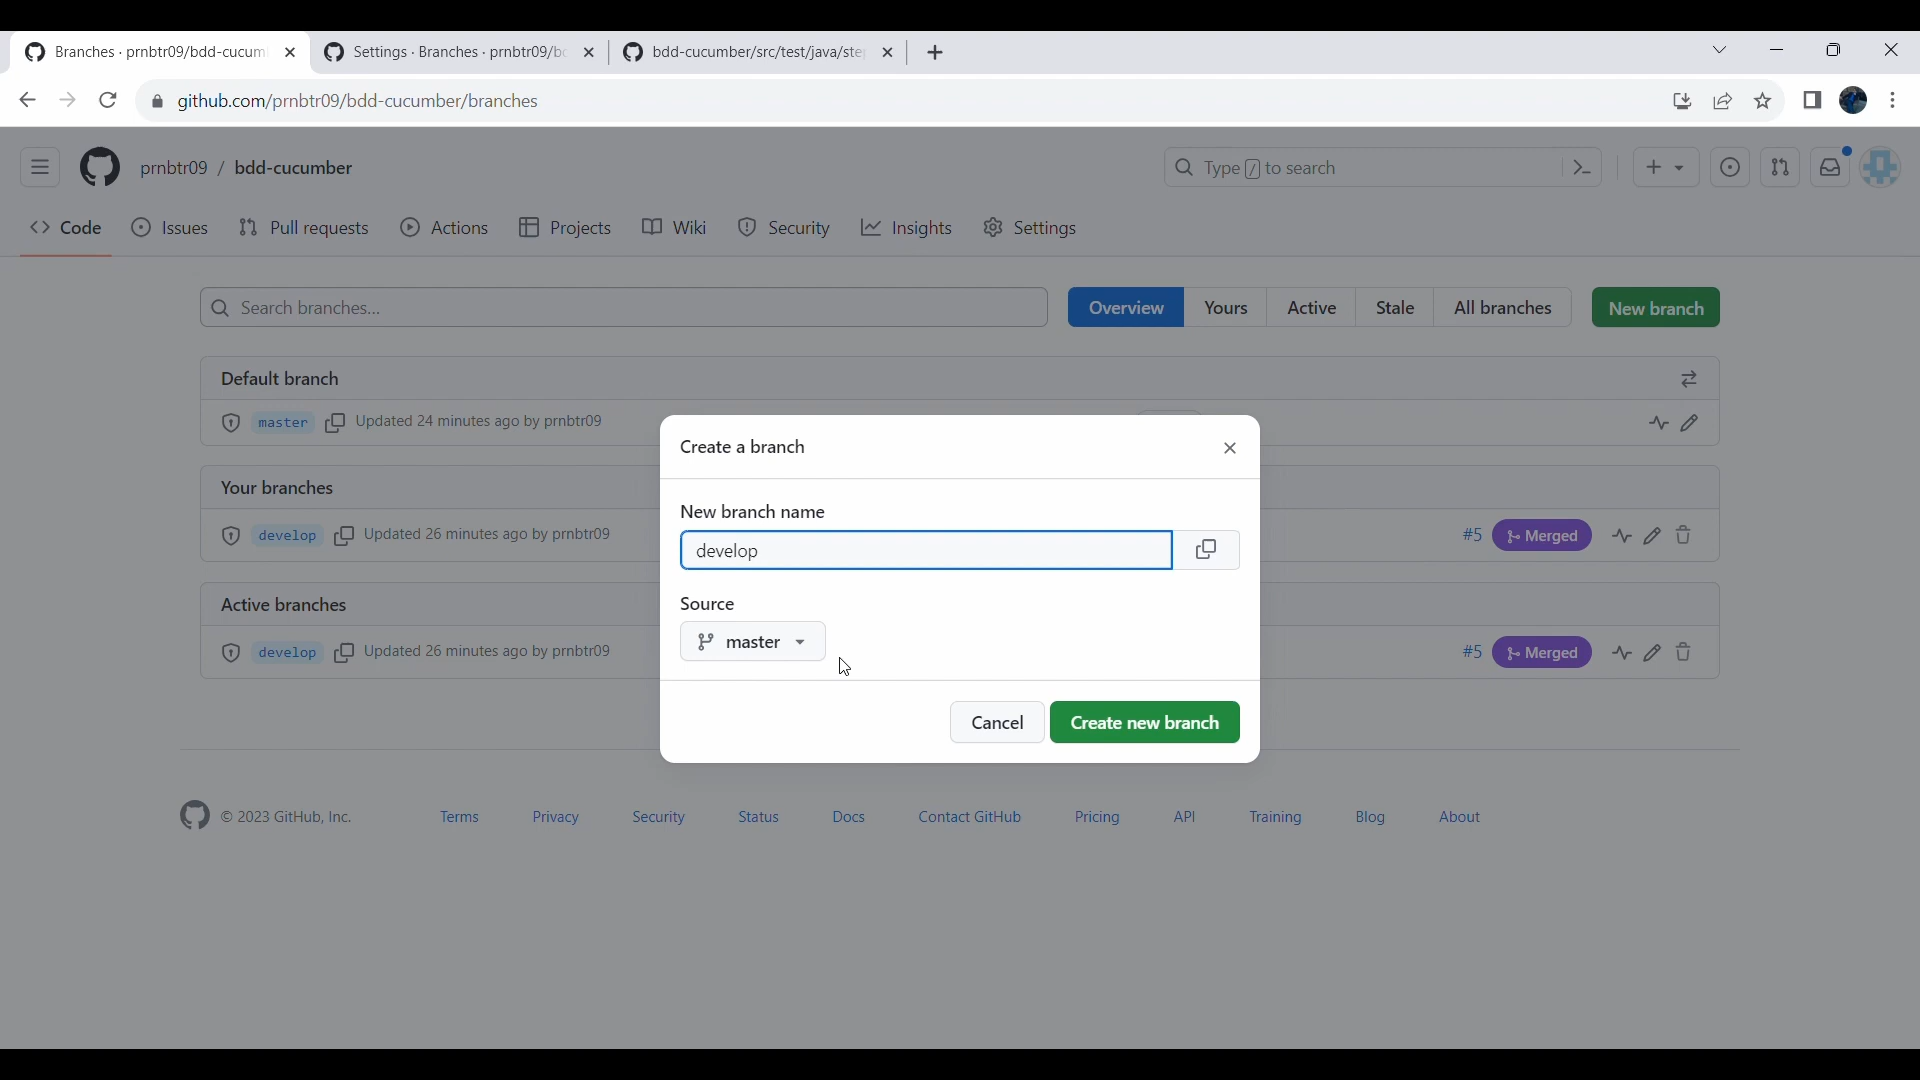 Branches · prnbtr09/bdd-cucum
Settings · Branches · prnbtr09/b
bdd-cucumber/src/test/java/ste
github.com/prnbtr09/bdd-cucumber/branches
prnbtr09 / bdd-cucumber
Type / to search
Code
Issues
Pull requests
Actions
Projects
Wiki
Security
Insights
Settings
Search branches...
Overview
Yours
Active
Stale
All branches
New branch
Default branch
master Updated 24 minutes ago by prnbtr09
Your branches
develop Updated 26 minutes ago by prnbtr09
#5 Merged
Active branches
develop Updated 26 minutes ago by prnbtr09
#5 Merged
Create a branch
New branch name
develop
Source
master
Cancel
Create new branch
© 2023 GitHub, Inc.
Terms
Privacy
Security
Status
Docs
Contact GitHub
Pricing
API
Training
Blog
About